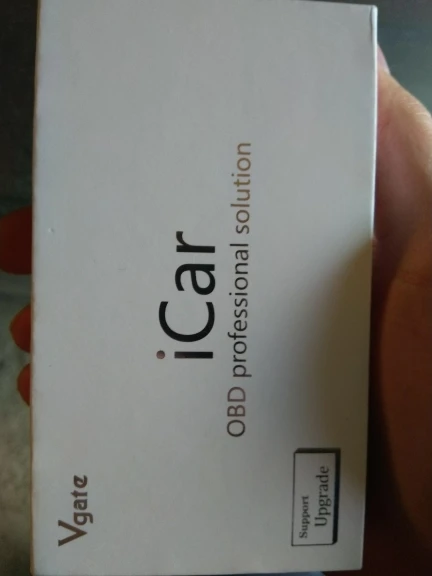 Vgate
iCar
OBD professional solution
Support
Upgrade